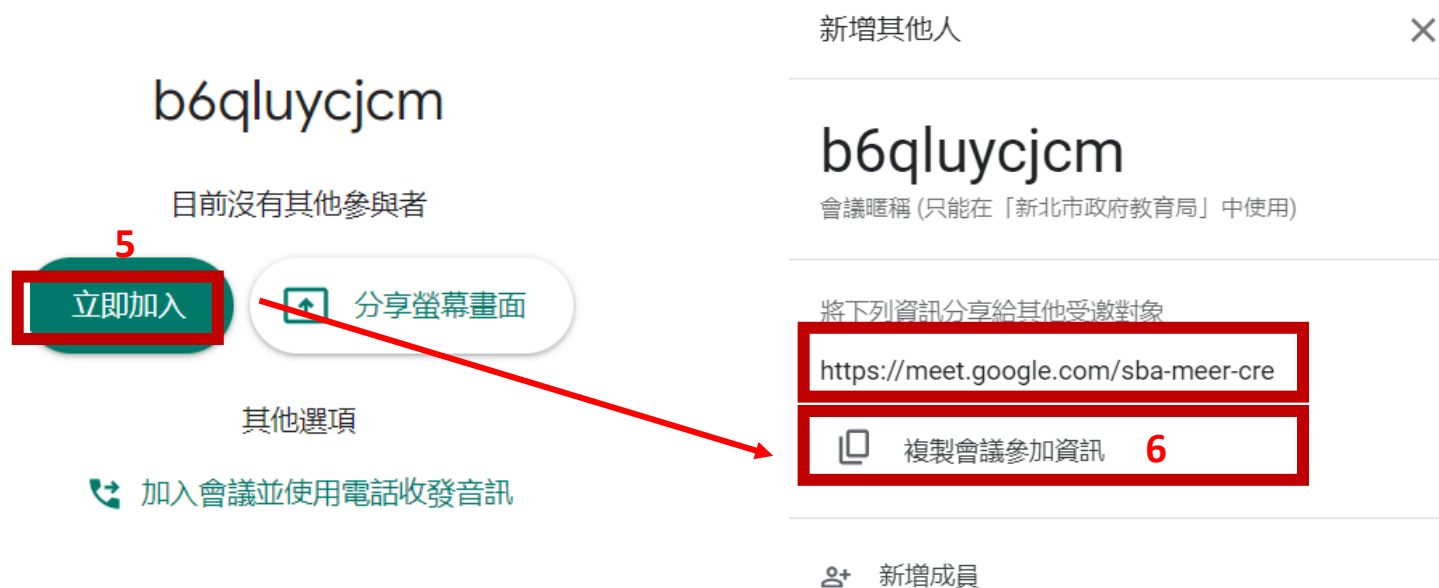 b6qluycjcm
目前沒有其他參與者
5
立即加入
分享螢幕畫面
其他選項
加入會議並使用電話收發音訊
新增其他人
b6qluycjcm
會議暱稱 (只能在「新北市政府教育局」中使用)
將下列資訊分享給其他受邀對象
https://meet.google.com/sba-meer-cre
複製會議參加資訊 6
新增成員